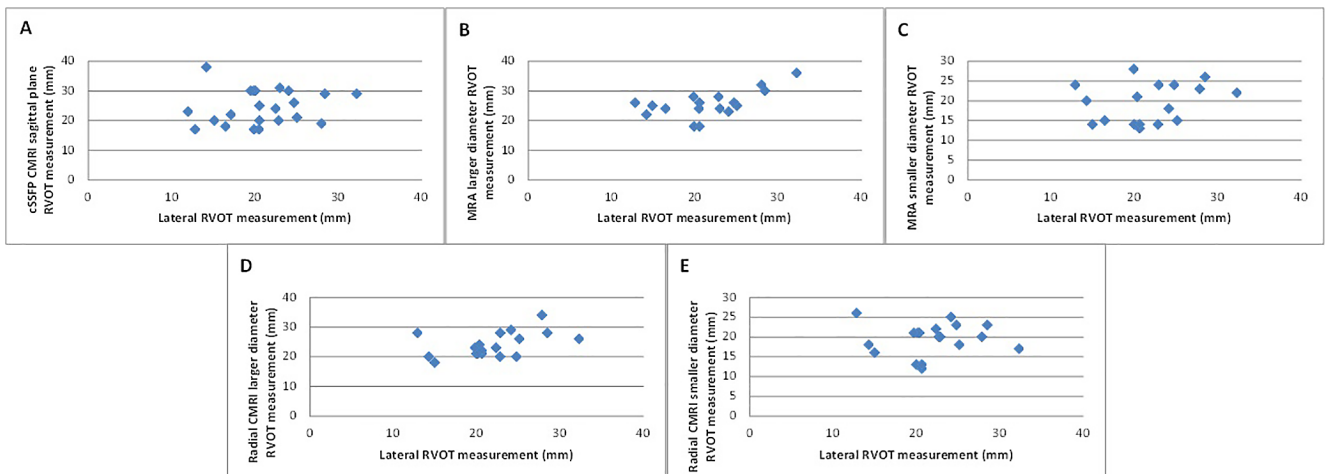 A
cSSFP CMRI sagittal plane
RVOT measurement (mm)
40
30
20
10
0
0 10 20 30 40
Lateral RVOT measurement (mm)
B
MRA larger diameter RVOT
measurement (mm)
40
30
20
10
0
0 10 20 30 40
Lateral RVOT measurement (mm)
C
MRA smaller diameter RVOT
measurement (mm)
30
25
20
15
10
5
0
0 10 20 30 40
Lateral RVOT measurement (mm)
D
Radial CMRI larger diameter
RVOT measurement (mm)
40
30
20
10
0
0 10 20 30 40
Lateral RVOT measurement (mm)
E
Radial CMRI smaller diameter
RVOT measurement (mm)
30
25
20
15
10
5
0
0 10 20 30 40
Lateral RVOT measurement (mm)